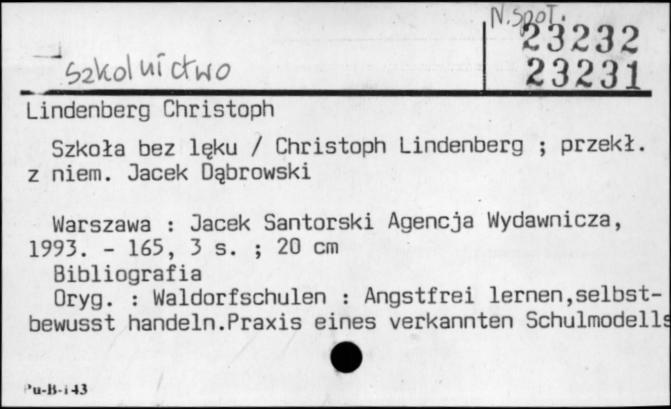 N.Społ.
23232
szkolnictwo
23231
Lindenberg Christoph
Szkoła bez lęku / Christoph Lindenberg ; przekł.
z niem. Jacek Dąbrowski
Warszawa : Jacek Santorski Agencja Wydawnicza,
1993. - 165, 3 s. ; 20 cm
Bibliografia
Oryg. : Waldorfschulen : Angstfrei lernen,selbst-
bewusst handeln.Praxis eines verkannten Schulmodells
Pu-B-143